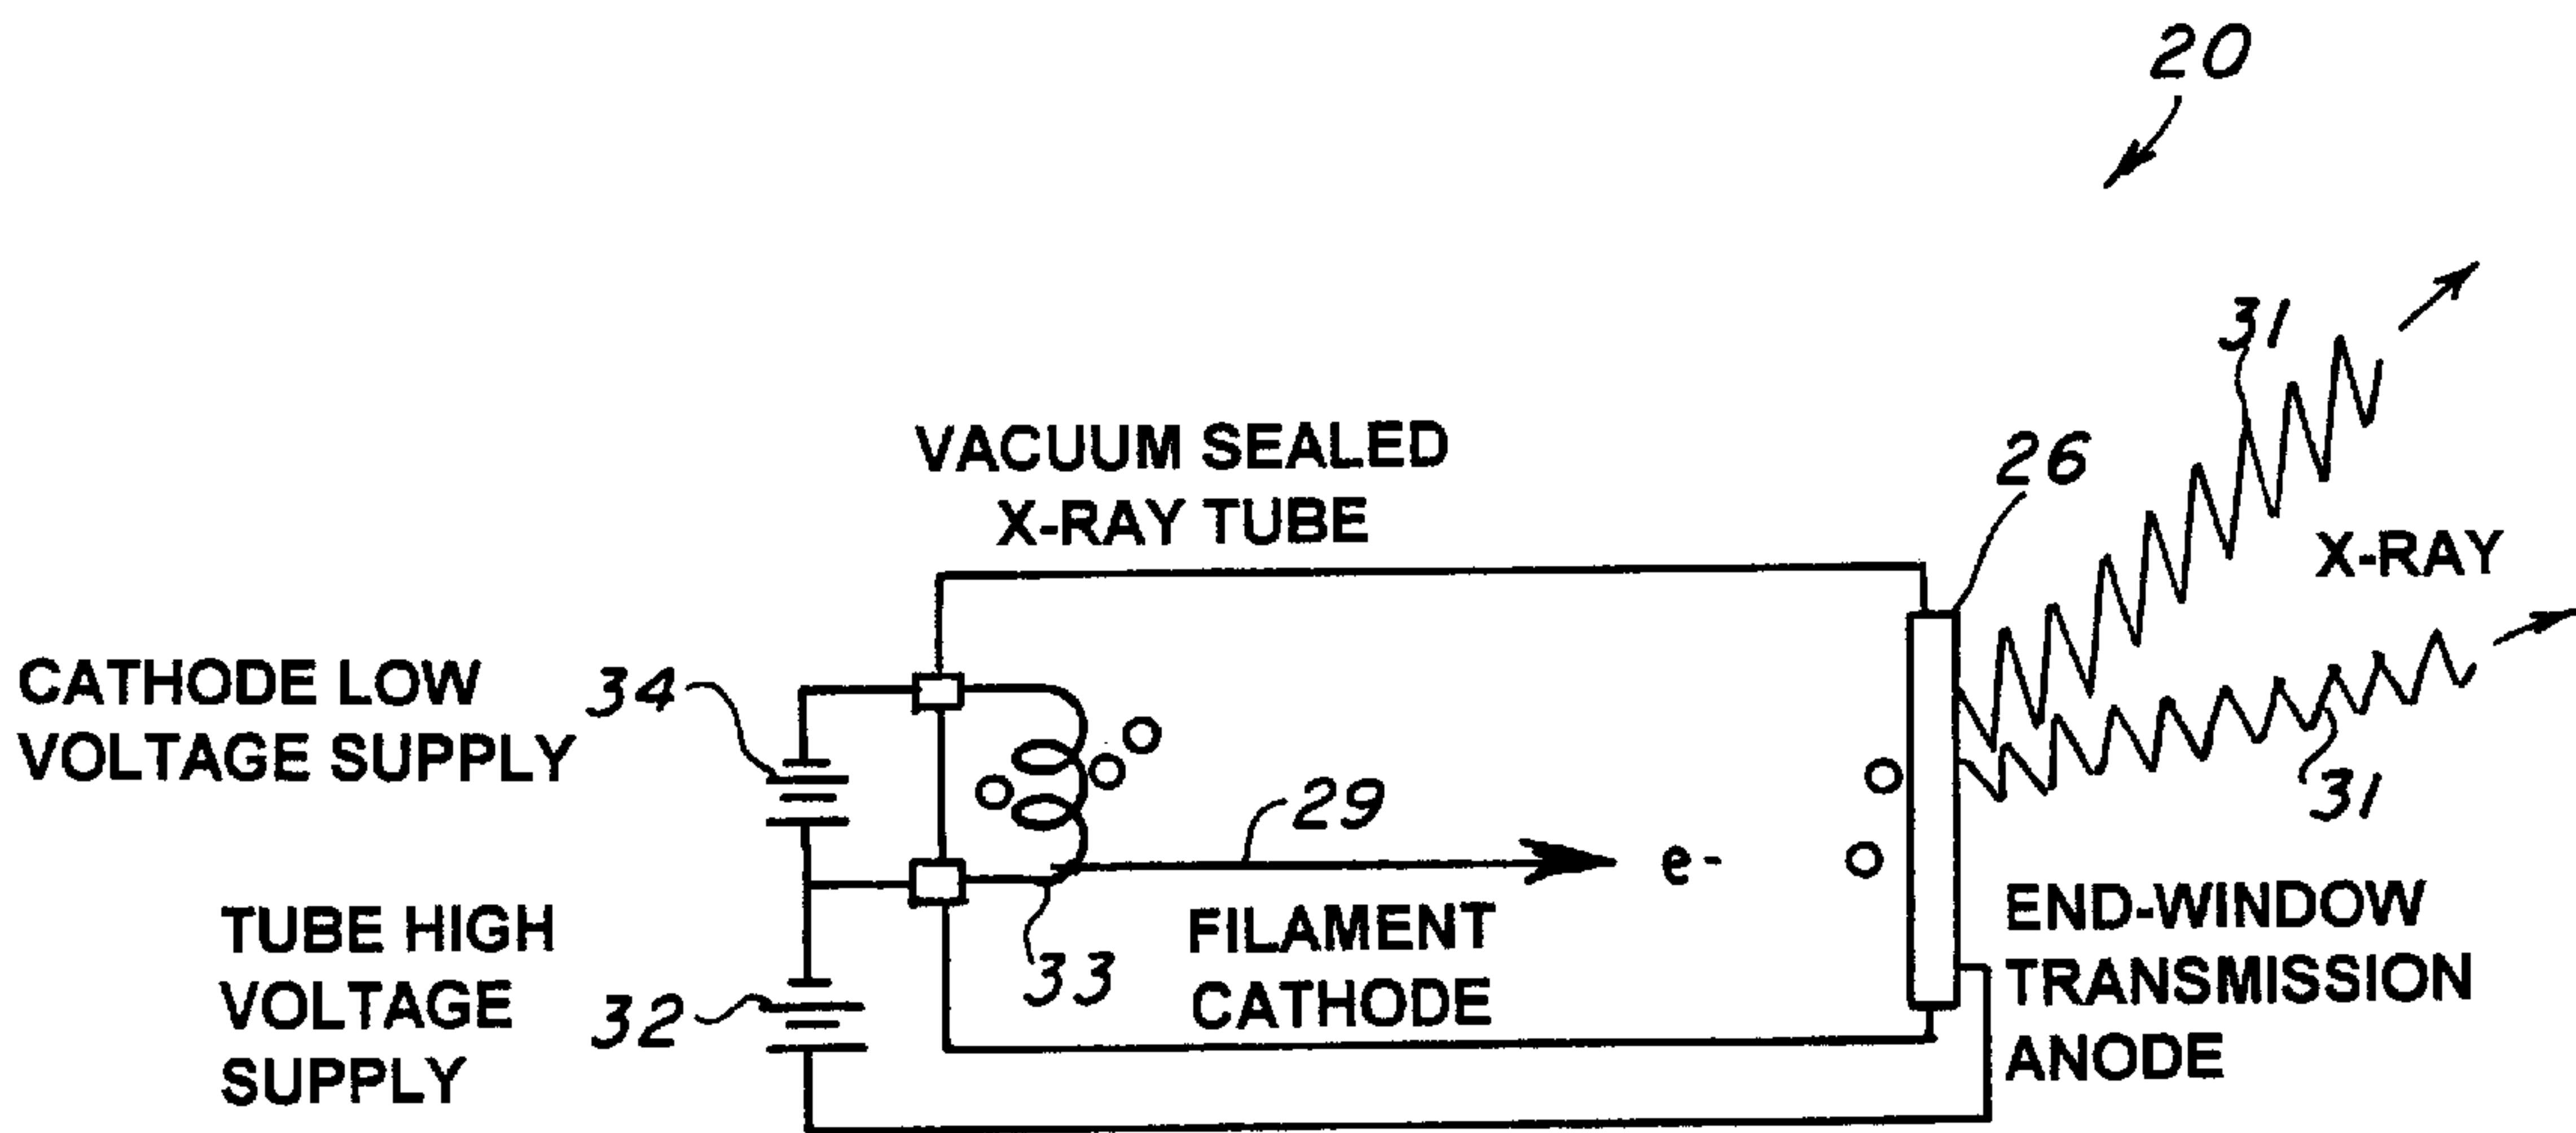 20
31
VACUUM SEALED
X-RAY TUBE
26
X-RAY
CATHODE LOW
VOLTAGE SUPPLY
34
31
29
e-
TUBE HIGH
VOLTAGE
SUPPLY
32
33
FILAMENT
CATHODE
END-WINDOW
TRANSMISSION
ANODE